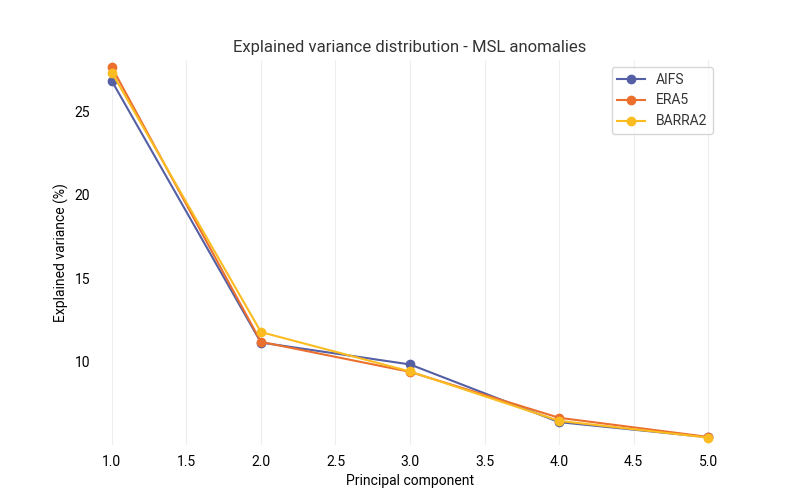 Explained variance distribution - MSL anomalies
AIFS
ERA5
BARRA2
25
20
15
10
Explained variance (%)
1.0 1.5 2.0 2.5 3.0 3.5 4.0 4.5 5.0
Principal component